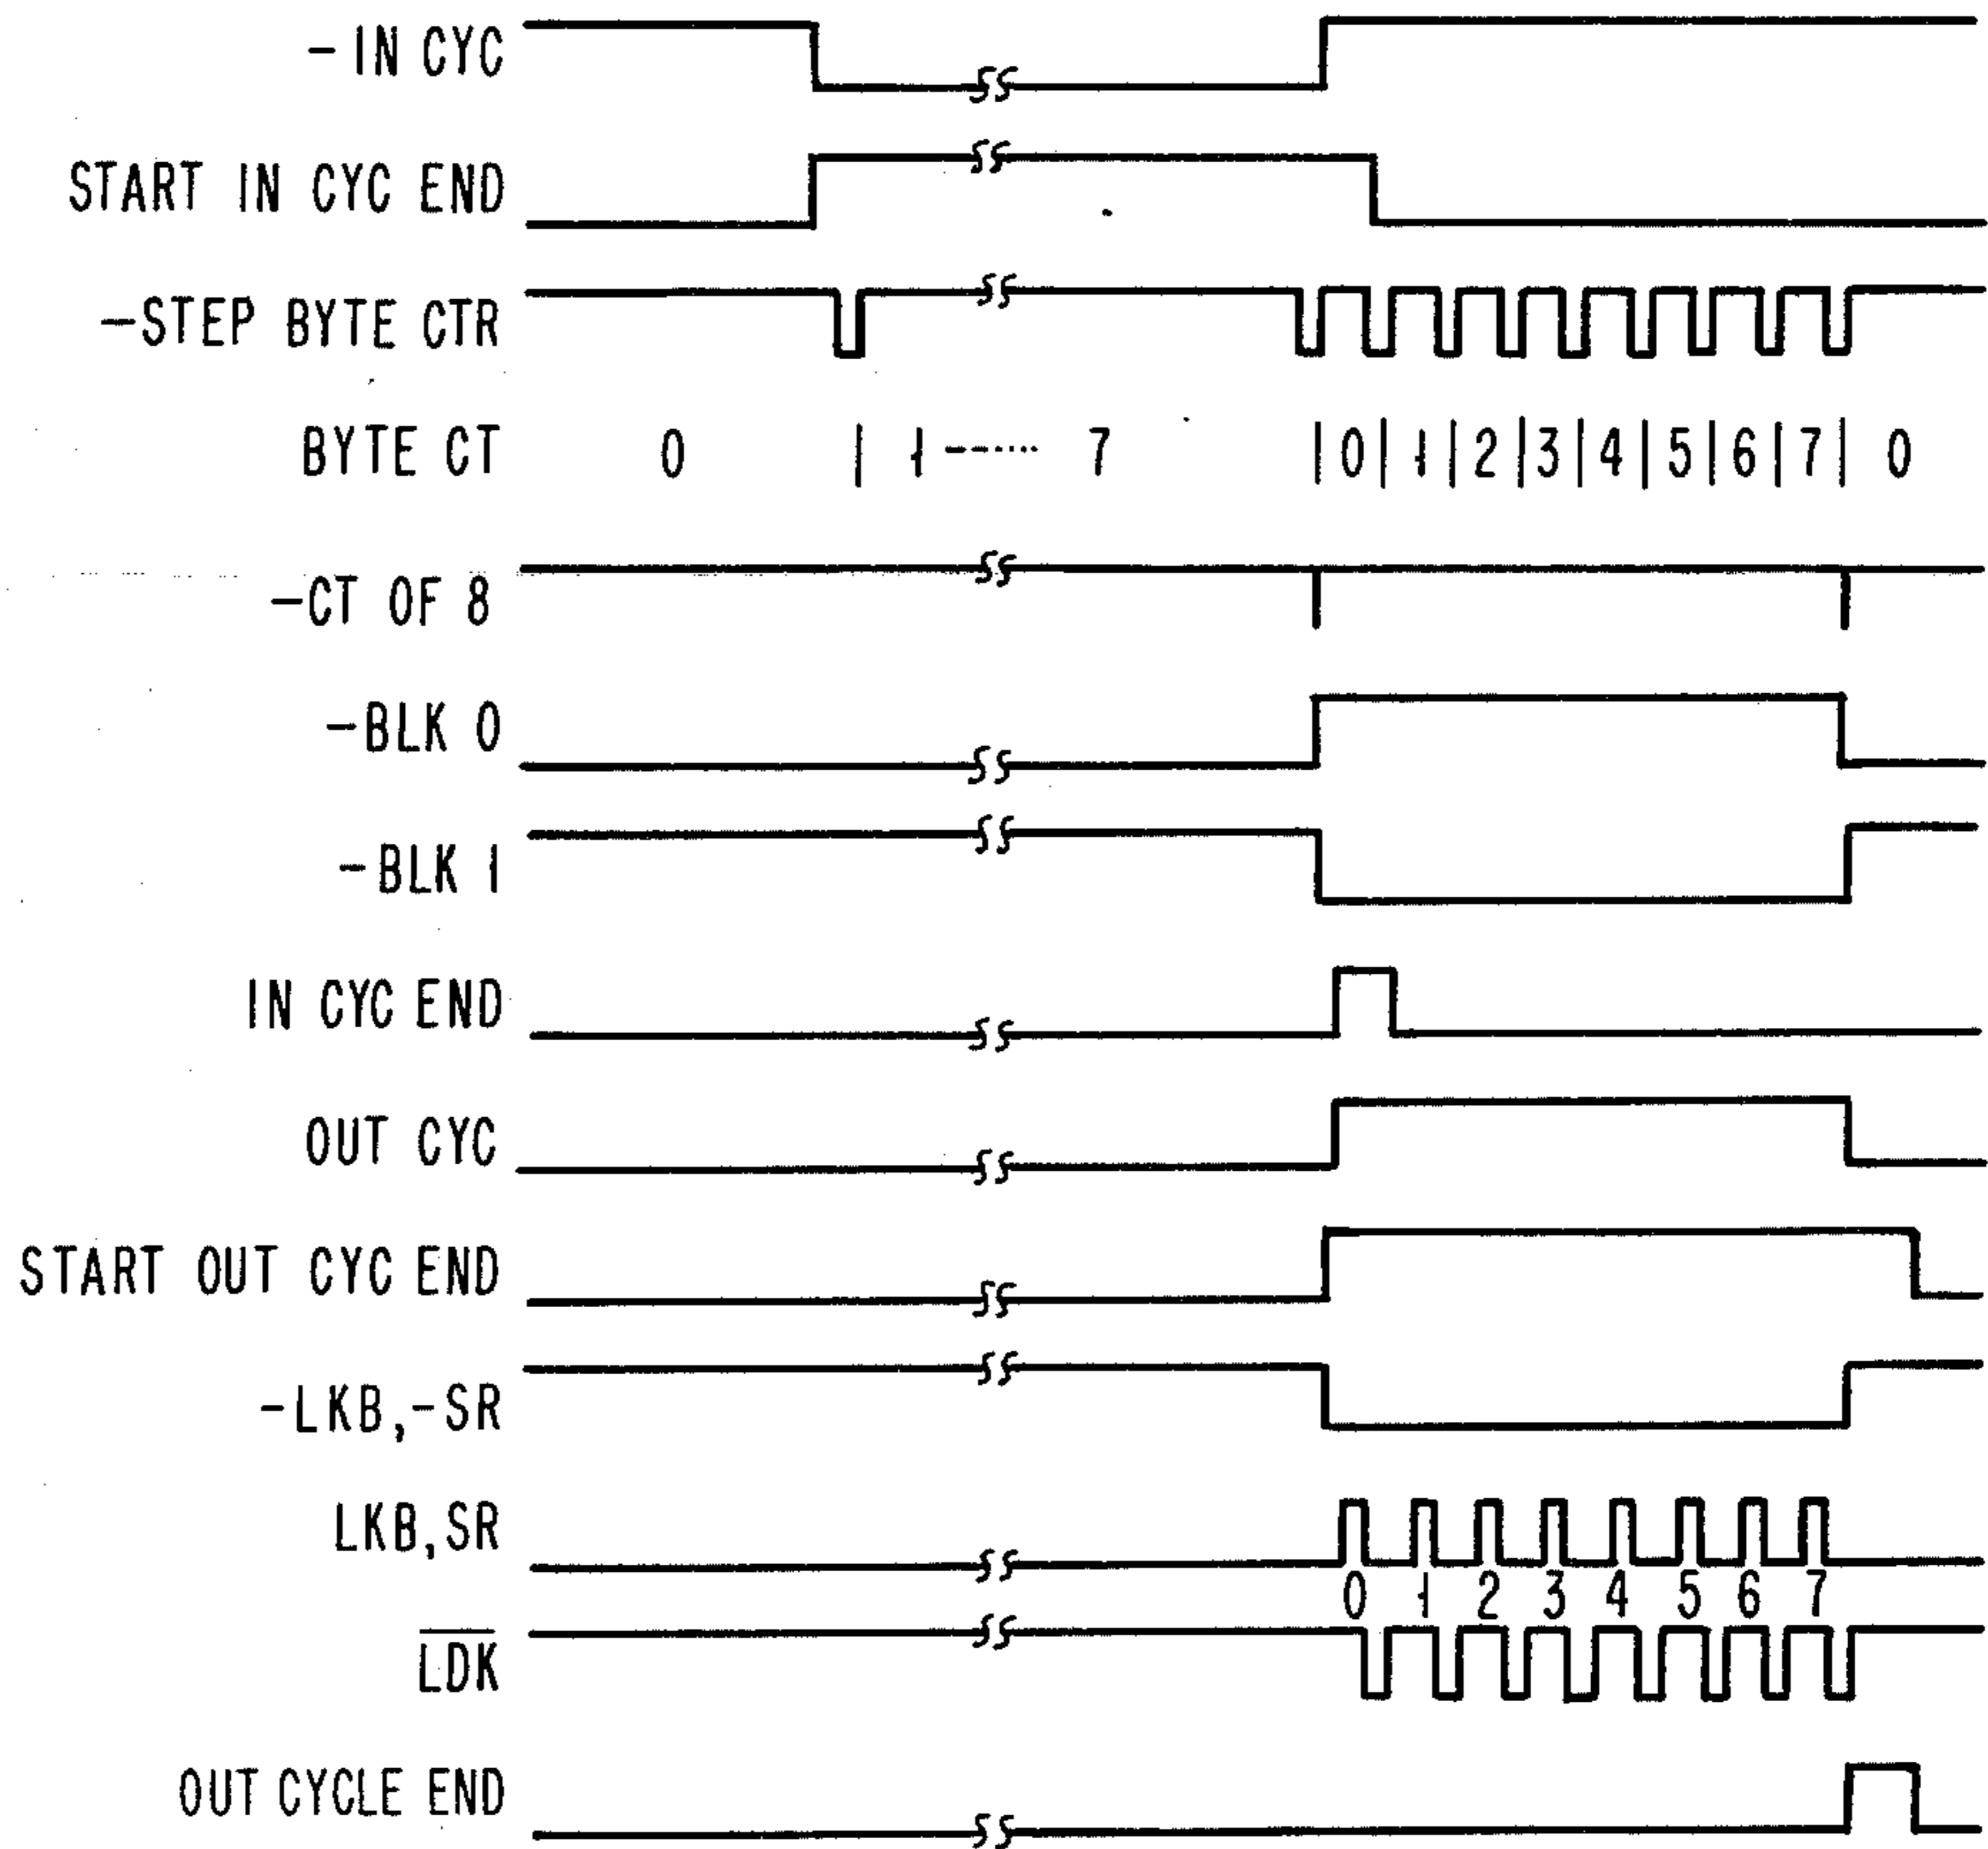 -IN CYC
START IN CYC END
-STEP BYTE CTR
BYTE CT 0 | 1 ------- 7 |0|1|2|3|4|5|6|7| 0
-CT OF 8
-BLK 0
-BLK 1
IN CYC END
OUT CYC
START OUT CYC END
-LKB,-SR
LKB,SR
0 1 2 3 4 5 6 7
LDK
OUT CYCLE END